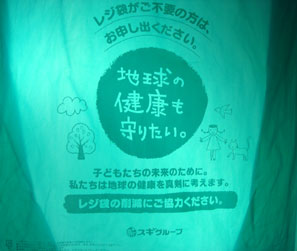 レジ袋がご不要の方は、
お申し出ください。
地球の
健康も
守りたい。
子どもたちの未来のために。
私たちは地球の健康を真剣に考えます。
レジ袋の削減にご協力ください。
スギグループ